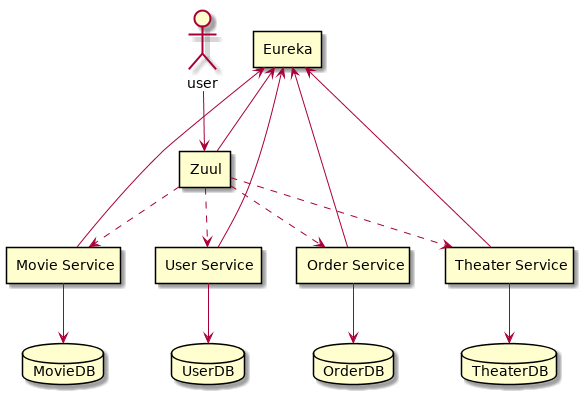 Eureka
user
Zuul
Movie Service
User Service
Order Service
Theater Service
MovieDB
UserDB
OrderDB
TheaterDB